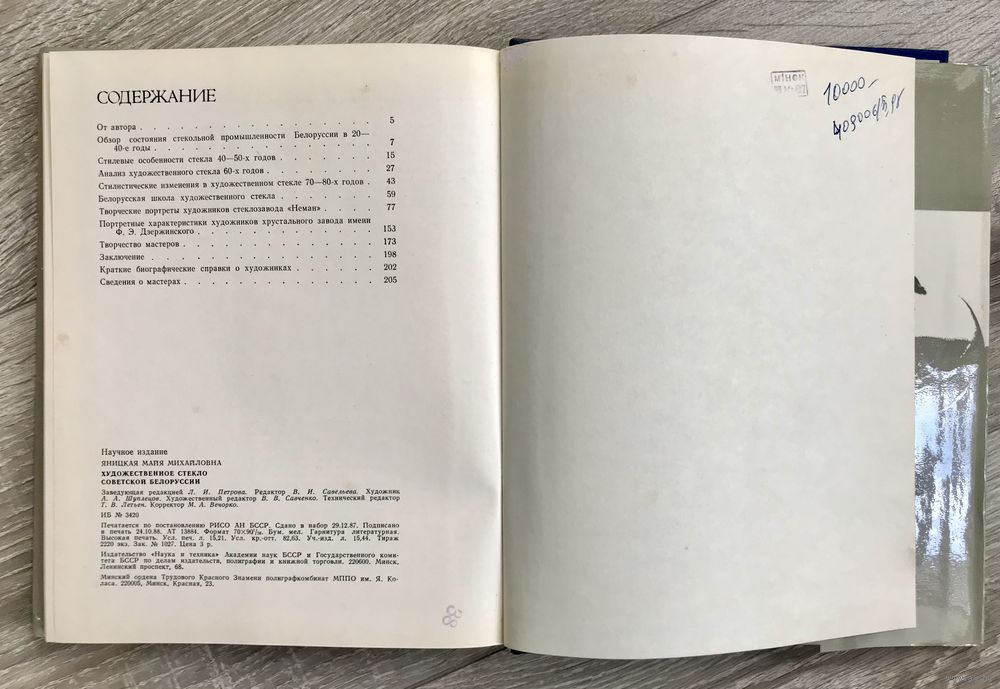 СОДЕРЖАНИЕ
От автора . . . . . . . . . . . . . . . . . . 5
Обзор состояния стекольной промышленности Белоруссии в 20—
40-е годы . . . . . . . . . . . . . . . . 7
Стилевые особенности стекла 40—50-х годов . . . . . . . 15
Анализ художественного стекла 60-х годов . . . . . . . . 27
Стилистические изменения в художественном стекле 70—80-х годов . 43
Белорусская школа художественного стекла . . . . . . . 59
Творческие портреты художников стеклозавода «Неман» . . . . 77
Портретные характеристики художников хрустального завода имени
Ф. Э. Дзержинского . . . . . . . . . . . . . 153
Творчество мастеров . . . . . . . . . . . . . . 173
Заключение . . . . . . . . . . . . . . . . . 198
Краткие биографические справки о художниках . . . . . . 202
Сведения о мастерах . . . . . . . . . . . . . . 205
Научное издание
ЯНИЦКАЯ МАЙЯ МИХАЙЛОВНА
ХУДОЖЕСТВЕННОЕ СТЕКЛО
СОВЕТСКОЙ БЕЛОРУССИИ
Заведующая редакцией Л. И. Петрова. Редактор В. И. Савельева. Художник
А. А. Шуплецов. Художественный редактор В. В. Савченко. Технический редактор
Т. В. Летьен. Корректор М. А. Вечорко.
ИБ № 3420
Печатается по постановлению РИСО АН БССР. Сдано в набор 29.12.87. Подписано
в печать 24.10.88. АТ 13884. Формат 70×90¹/₁₆. Бум. мел. Гарнитура литературная.
Высокая печать. Усл. печ. л. 15,21. Усл. кр.-отт. 82,63. Уч.-изд. л. 15,44. Тираж
2220 экз. Зак. № 1027. Цена 3 р.
Издательство «Наука и техника» Академии наук БССР и Государственного коми-
тета БССР по делам издательств, полиграфии и книжной торговли. 220600. Минск,
Ленинский проспект, 68.
Минский ордена Трудового Красного Знамени полиграфкомбинат МППО им. Я. Ко-
ласа. 220005, Минск, Красная, 23.
МІНСК
10000—